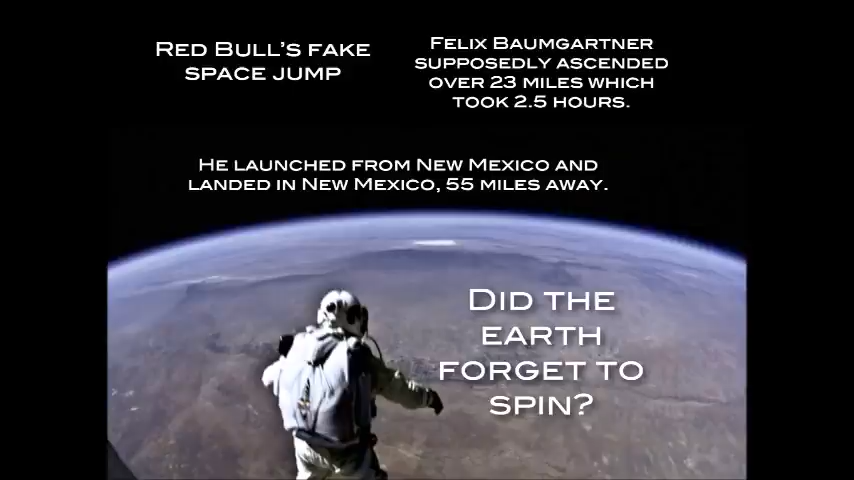 RED BULL'S FAKE
SPACE JUMP
FELIX BAUMGARTNER
SUPPOSEDLY ASCENDED
OVER 23 MILES WHICH
TOOK 2.5 HOURS.
HE LAUNCHED FROM NEW MEXICO AND
LANDED IN NEW MEXICO, 55 MILES AWAY.
DID THE
EARTH
FORGET TO
SPIN?